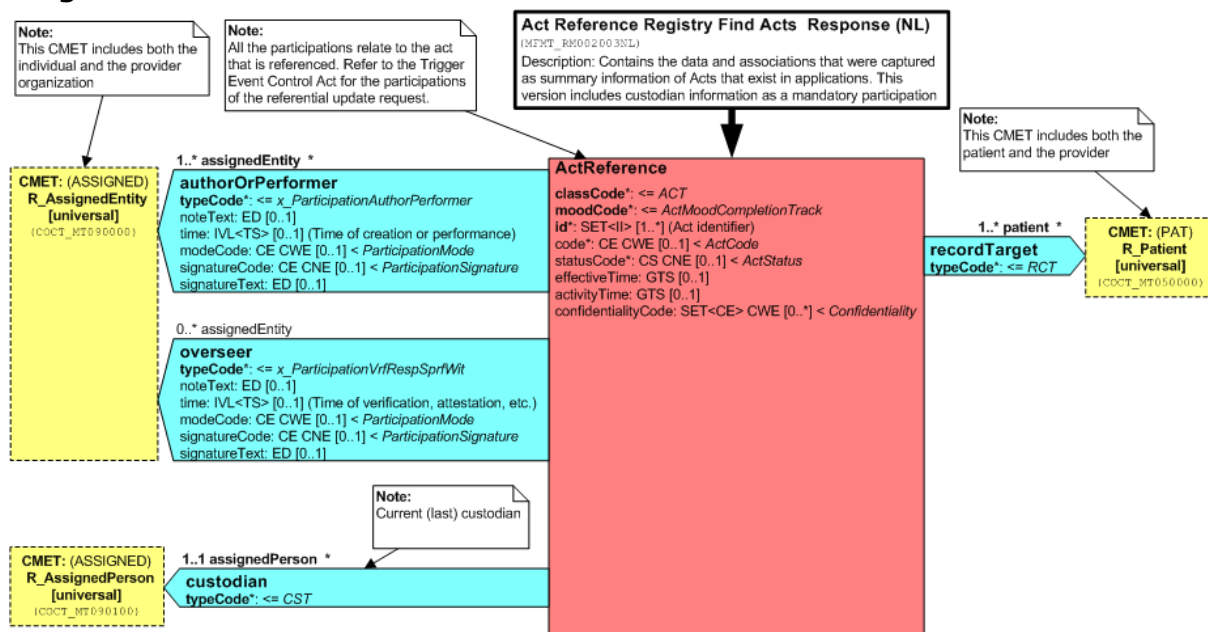 Note:
This CMET includes both the
individual and the provider
organization
Note:
All the participations relate to the act
that is referenced. Refer to the Trigger
Event Control Act for the participations
of the referential update request.
Act Reference Registry Find Acts Response (NL)
(MFMT_RM002003NL)
Description: Contains the data and associations that were captured
as summary information of Acts that exist in applications. This
version includes custodian information as a mandatory participation
Note:
This CMET includes both the
patient and the provider
CMET: (ASSIGNED)
R_AssignedEntity
[universal]
(COCT_MT090000)
1..* assignedEntity *
authorOrPerformer
typeCode*: <= x_ParticipationAuthorPerformer
noteText: ED [0..1]
time: IVL<TS> [0..1] (Time of creation or performance)
modeCode: CE CWE [0..1] < ParticipationMode
signatureCode: CE CNE [0..1] < ParticipationSignature
signatureText: ED [0..1]
ActReference
classCode*: <= ACT
moodCode*: <= ActMoodCompletionTrack
id*: SET<II> [1..*] (Act identifier)
code*: CE CWE [0..1] < ActCode
statusCode*: CS CNE [0..1] < ActStatus
effectiveTime: GTS [0..1]
activityTime: GTS [0..1]
confidentialityCode: SET<CE> CWE [0..*] < Confidentiality
1..* patient *
recordTarget
typeCode*: <= RCT
CMET: (PAT)
R_Patient
[universal]
(COCT_MT050000)
0..* assignedEntity
overseer
typeCode*: <= x_ParticipationVrfRespSprfWit
noteText: ED [0..1]
time: IVL<TS> [0..1] (Time of verification, attestation, etc.)
modeCode: CE CWE [0..1] < ParticipationMode
signatureCode: CE CNE [0..1] < ParticipationSignature
signatureText: ED [0..1]
Note:
Current (last) custodian
CMET: (ASSIGNED)
R_AssignedPerson
[universal]
(COCT_MT090100)
1..1 assignedPerson *
custodian
typeCode*: <= CST